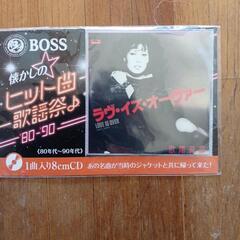 BOSS
懐かしの
ヒット曲
歌謡祭♪
'80-'90
《80年代~90年代》
ラヴ・イズ・オーヴァー
LOVE IS OVER
1曲入り8cmCD
あの名曲が当時のジャケットと共に帰って来た!